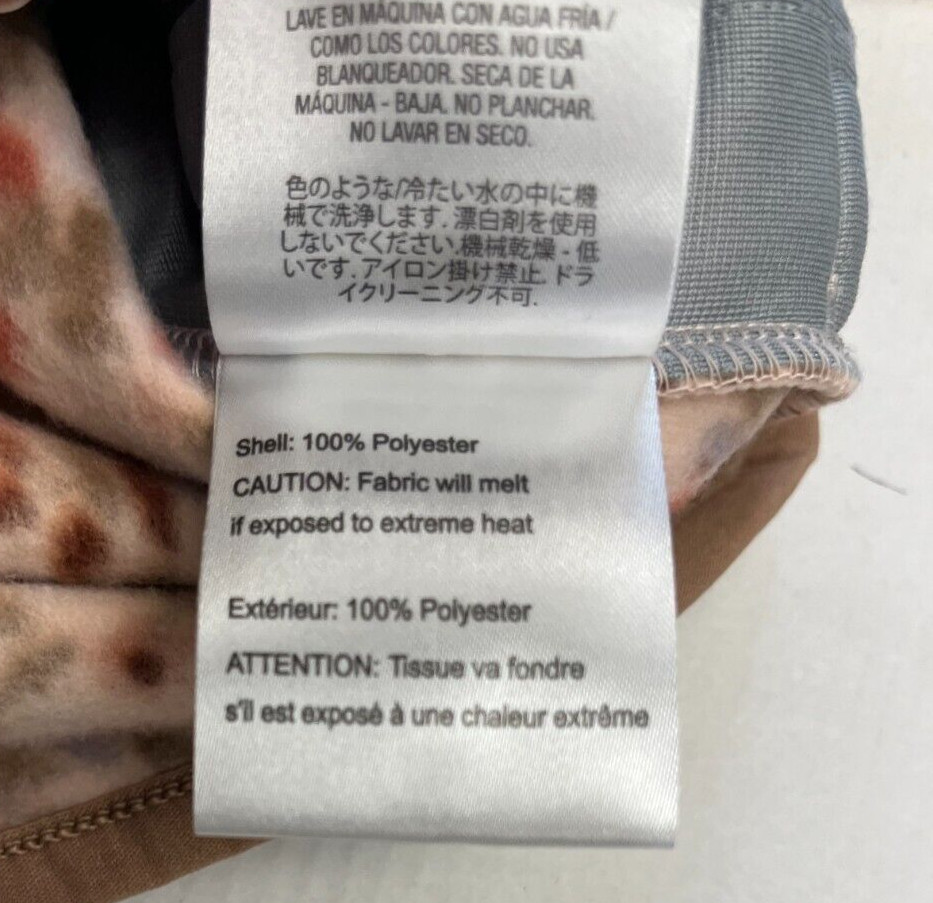 LAVE EN MÁQUINA CON AGUA FRÍA /
COMO LOS COLORES. NO USA
BLANQUEADOR. SECA DE LA
MÁQUINA - BAJA. NO PLANCHAR.
NO LAVAR EN SECO.
色のような/冷たい水の中に機
械で洗浄します. 漂白剤を使用
しないでください.機械乾燥 - 低
いです. アイロン掛け禁止. ドラ
イクリーニング不可.
Shell: 100% Polyester
CAUTION: Fabric will melt
if exposed to extreme heat
Extérieur: 100% Polyester
ATTENTION: Tissue va fondre
s'il est exposé à une chaleur extrême